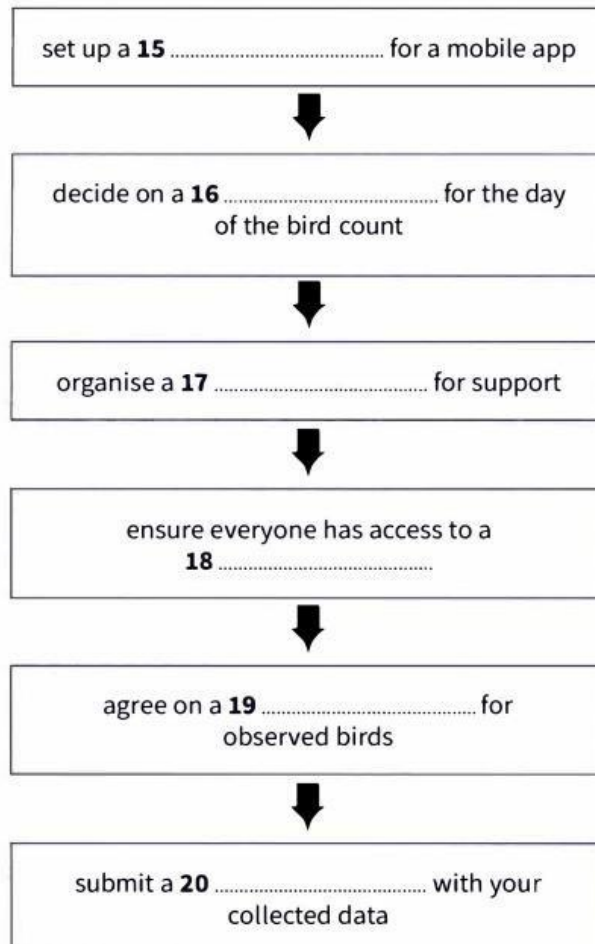 set up a 15 ........................................ for a mobile app
decide on a 16 ........................................ for the day
of the bird count
organise a 17 ........................................ for support
ensure everyone has access to a
18 ........................................
agree on a 19 ........................................ for
observed birds
submit a 20 ........................................ with your
collected data